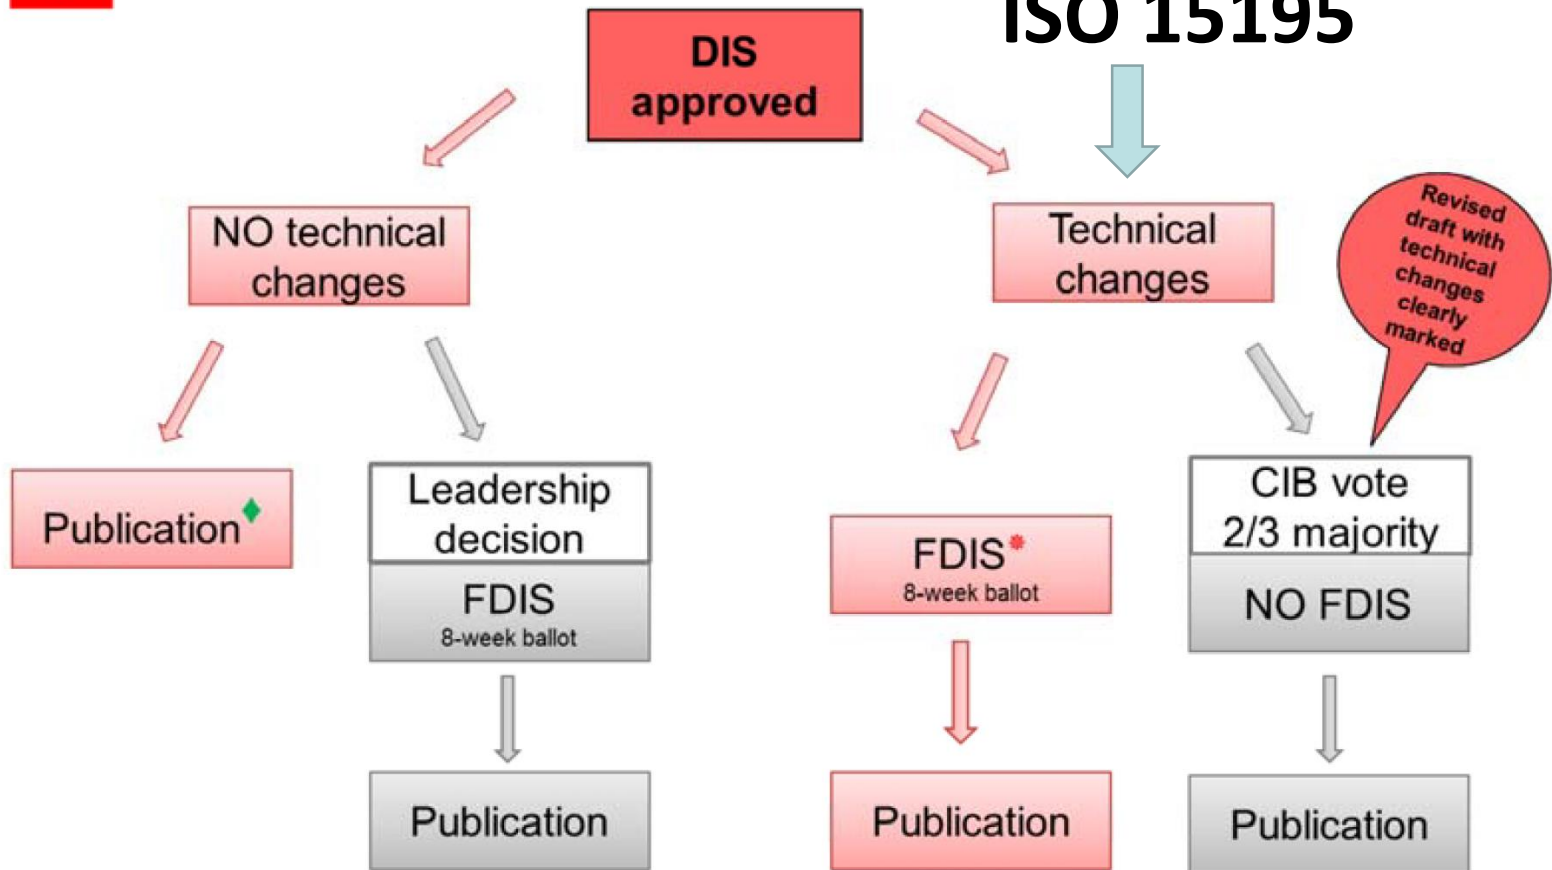 ISO 15195
DIS
approved
NO technical
changes
Technical
changes
Revised
draft with
technical
changes
clearly
marked
Publication♦
Leadership
decision
FDIS
8-week ballot
FDIS*
8-week ballot
CIB vote
2/3 majority
NO FDIS
Publication
Publication
Publication